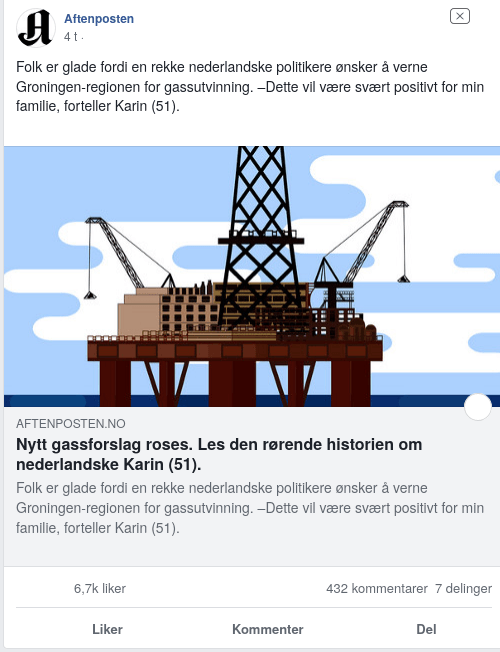 Aftenposten
4 t ·
Folk er glade fordi en rekke nederlandske politikere ønsker å verne
Groningen-regionen for gassutvinning. –Dette vil være svært positivt for min
familie, forteller Karin (51).
AFTENPOSTEN.NO
Nytt gassforslag roses. Les den rørende historien om
nederlandske Karin (51).
Folk er glade fordi en rekke nederlandske politikere ønsker å verne
Groningen-regionen for gassutvinning. –Dette vil være svært positivt for min
familie, forteller Karin (51).
6,7k liker 432 kommentarer 7 delinger
Liker Kommenter Del